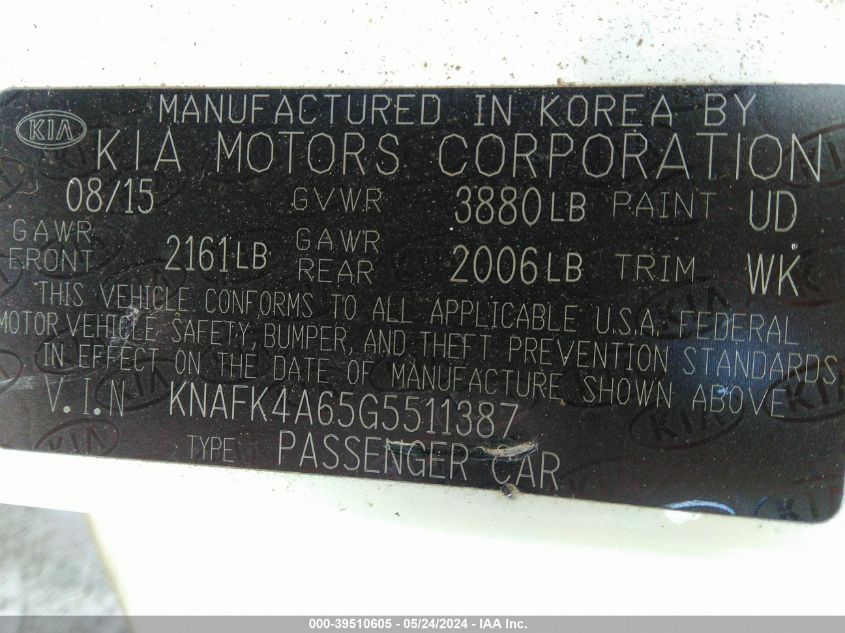 MANUFACTURED IN KOREA BY
KIA KIA MOTORS CORPORATION
08/15 GVWR 3880LB PAINT UD
GAWR FRONT 2161LB GAWR REAR 2006LB TRIM WK
THIS VEHICLE CONFORMS TO ALL APPLICABLE U.S.A. FEDERAL
MOTOR VEHICLE SAFETY, BUMPER, AND THEFT PREVENTION STANDARDS
IN EFFECT ON THE DATE OF MANUFACTURE SHOWN ABOVE
V.I.N KNAFK4A65G5511387
TYPE: PASSENGER CAR
000-39510605 - 05/24/2024 - IAA Inc.